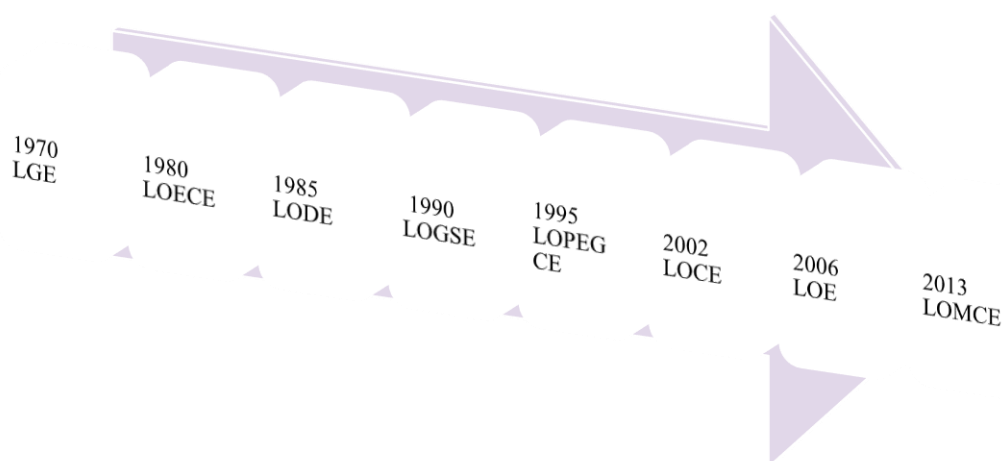 1970
LGE
1980
LOECE
1985
LODE
1990
LOGSE
1995
LOPEG
CE
2002
LOCE
2006
LOE
2013
LOMCE